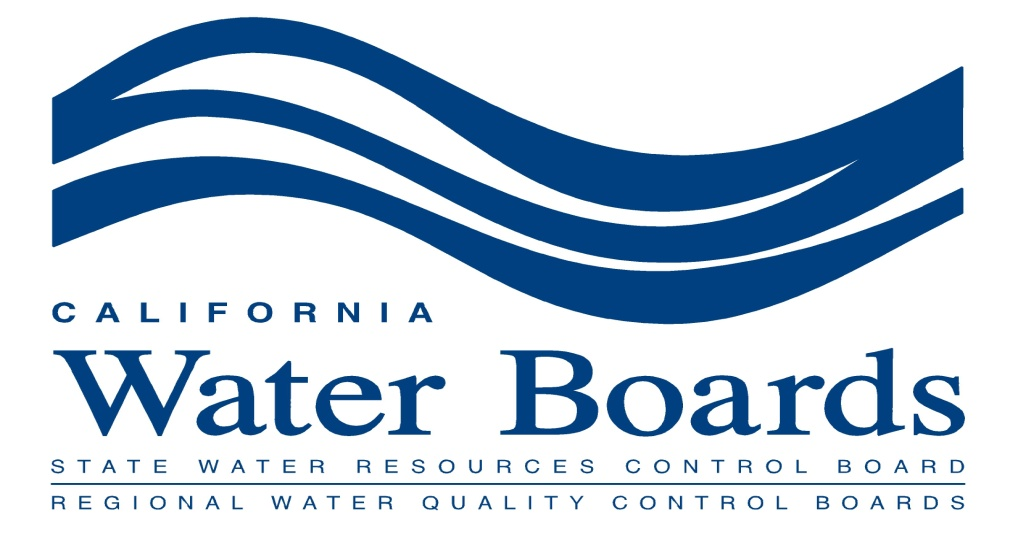 CALIFORNIA
Water Boards
STATE WATER RESOURCES CONTROL BOARD
REGIONAL WATER QUALITY CONTROL BOARDS